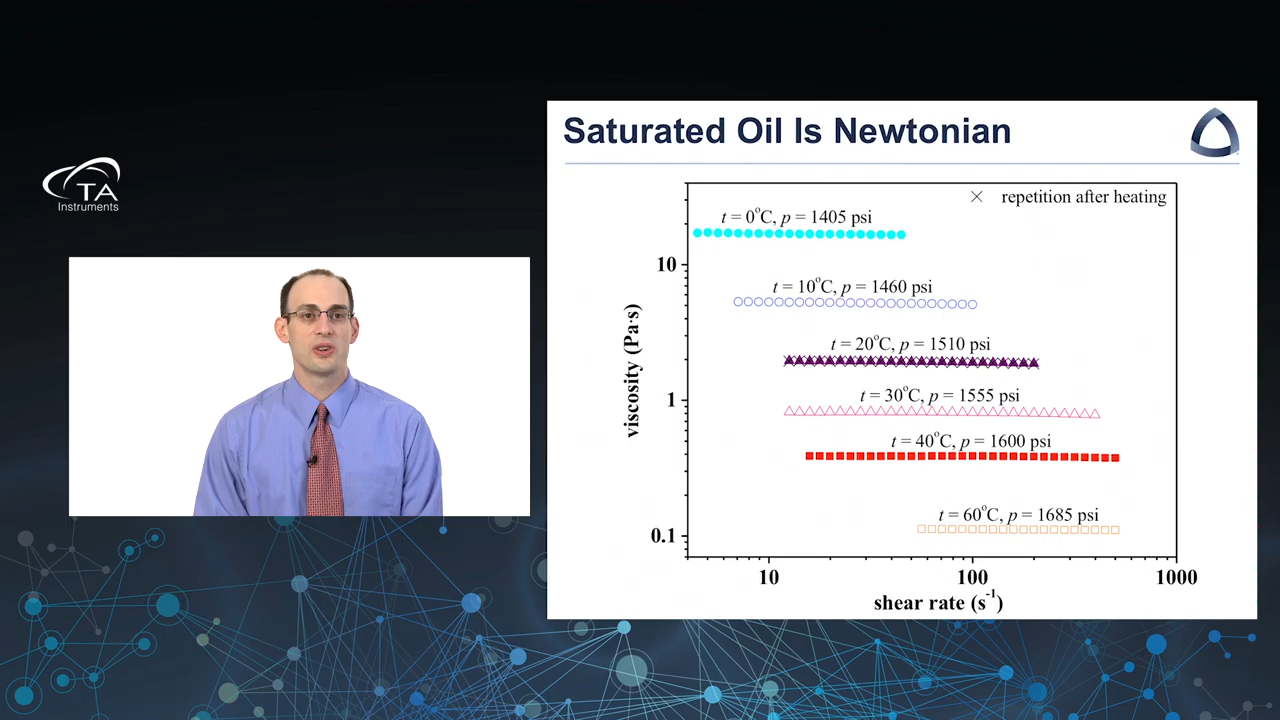 TA
Instruments
Saturated Oil Is Newtonian
× repetition after heating
t = 0°C, p = 1405 psi
t = 10°C, p = 1460 psi
t = 20°C, p = 1510 psi
t = 30°C, p = 1555 psi
t = 40°C, p = 1600 psi
t = 60°C, p = 1685 psi
viscosity (Pa·s)
10
1
0.1
10 100 1000
shear rate (s⁻¹)